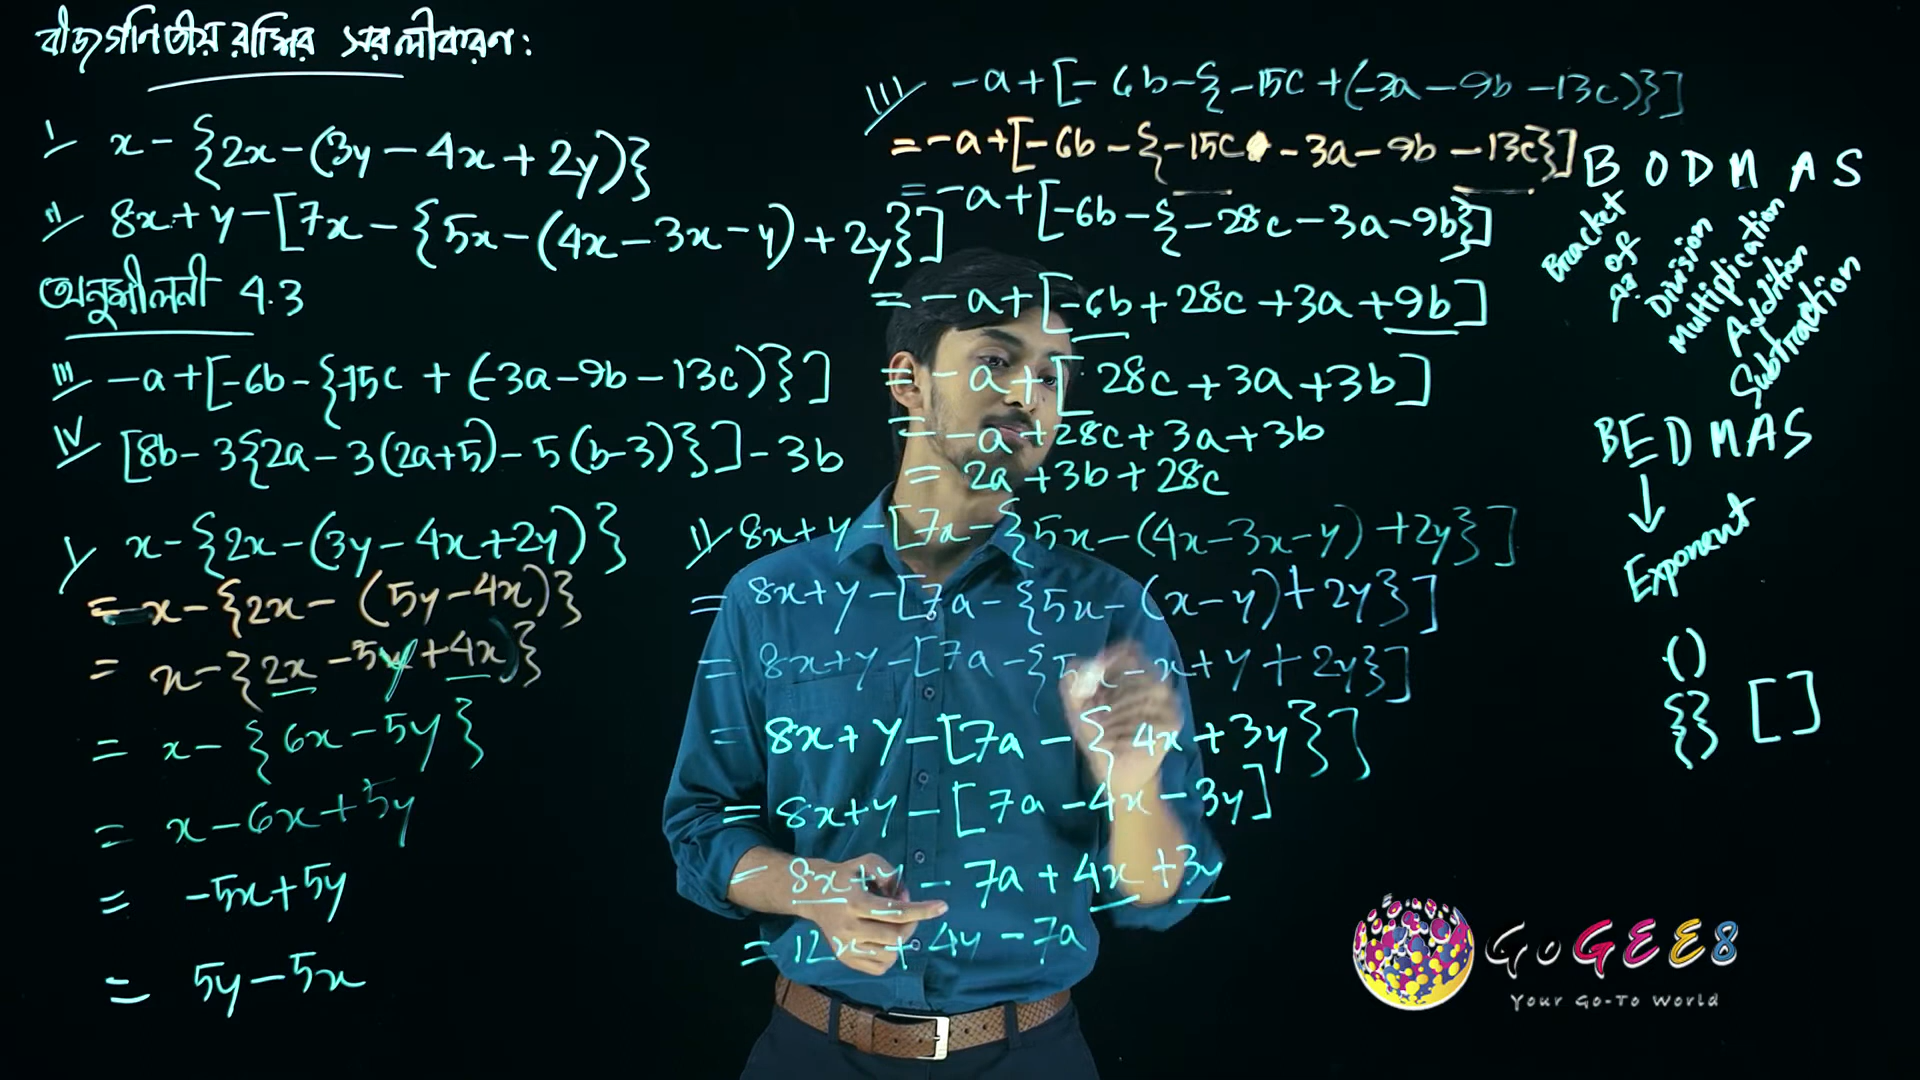 বীজগণিতীয় রাশির সরলীকরণ:
I x-{2x-(3y-4x+2y)}
II 8x+y-[7x-{5x-(4x-3x-y)+2y}]
অনুশীলনী 4.3
III -a+[-6b-{-15c+(-3a-9b-13c)}]
IV [8b-3{2a-3(2a+5)-5(b-3)}]-3b
I x-{2x-(3y-4x+2y)}
= x-{2x-(5y-4x)}
= x-{2x-5y+4x)}
= x-{6x-5y}
= x-6x+5y
= -5x+5y
= 5y-5x
III -a+[-6b-{-15c+(-3a-9b-13c)}]
= -a+[-6b-{-15c-3a-9b-13c}]
= -a+[-6b-{-28c-3a-9b}]
= -a+[-6b+28c+3a+9b]
= -a+[28c+3a+3b]
= -a+28c+3a+3b
= 2a+3b+28c
II 8x+y-[7a-{5x-(4x-3x-y)+2y}]
= 8x+y-[7a-{5x-(x-y)+2y}]
= 8x+y-[7a-{5x-x+y+2y}]
= 8x+y-[7a-{4x+3y}]
= 8x+y-[7a-4x-3y]
= 8x+y-7a+4x+3y
= 12x+4y-7a
B O D M A S
Bracket
of
Division
Multiplication
Addition
Subtraction
BEDMAS
↓
Exponent
()
{} []
GoGEE8
Your Go-To World